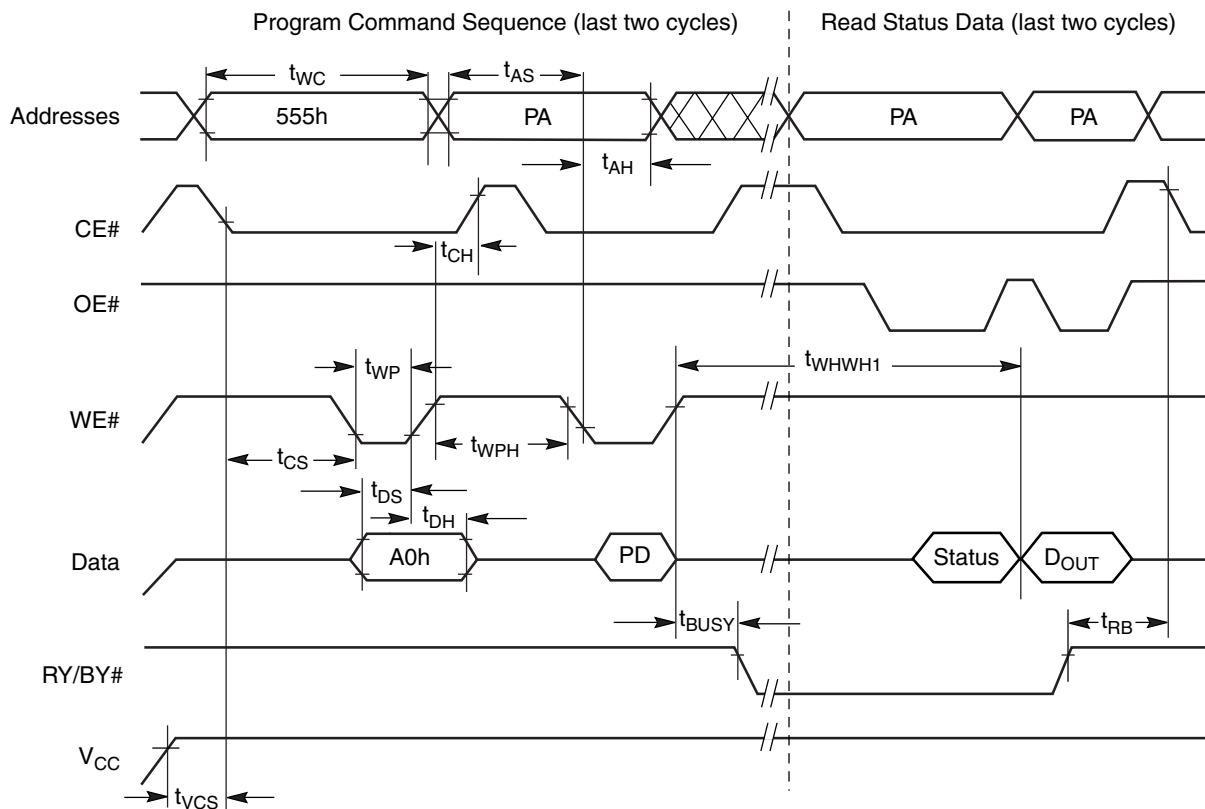 Program Command Sequence (last two cycles)
Read Status Data (last two cycles)
tWC
tAS
Addresses
555h
PA
PA
PA
tAH
CE#
tCH
OE#
tWP
tWHWH1
WE#
tWPH
tCS
tDS
tDH
Data
A0h
PD
Status
DOUT
tBUSY
tRB
RY/BY#
VCC
tVCS